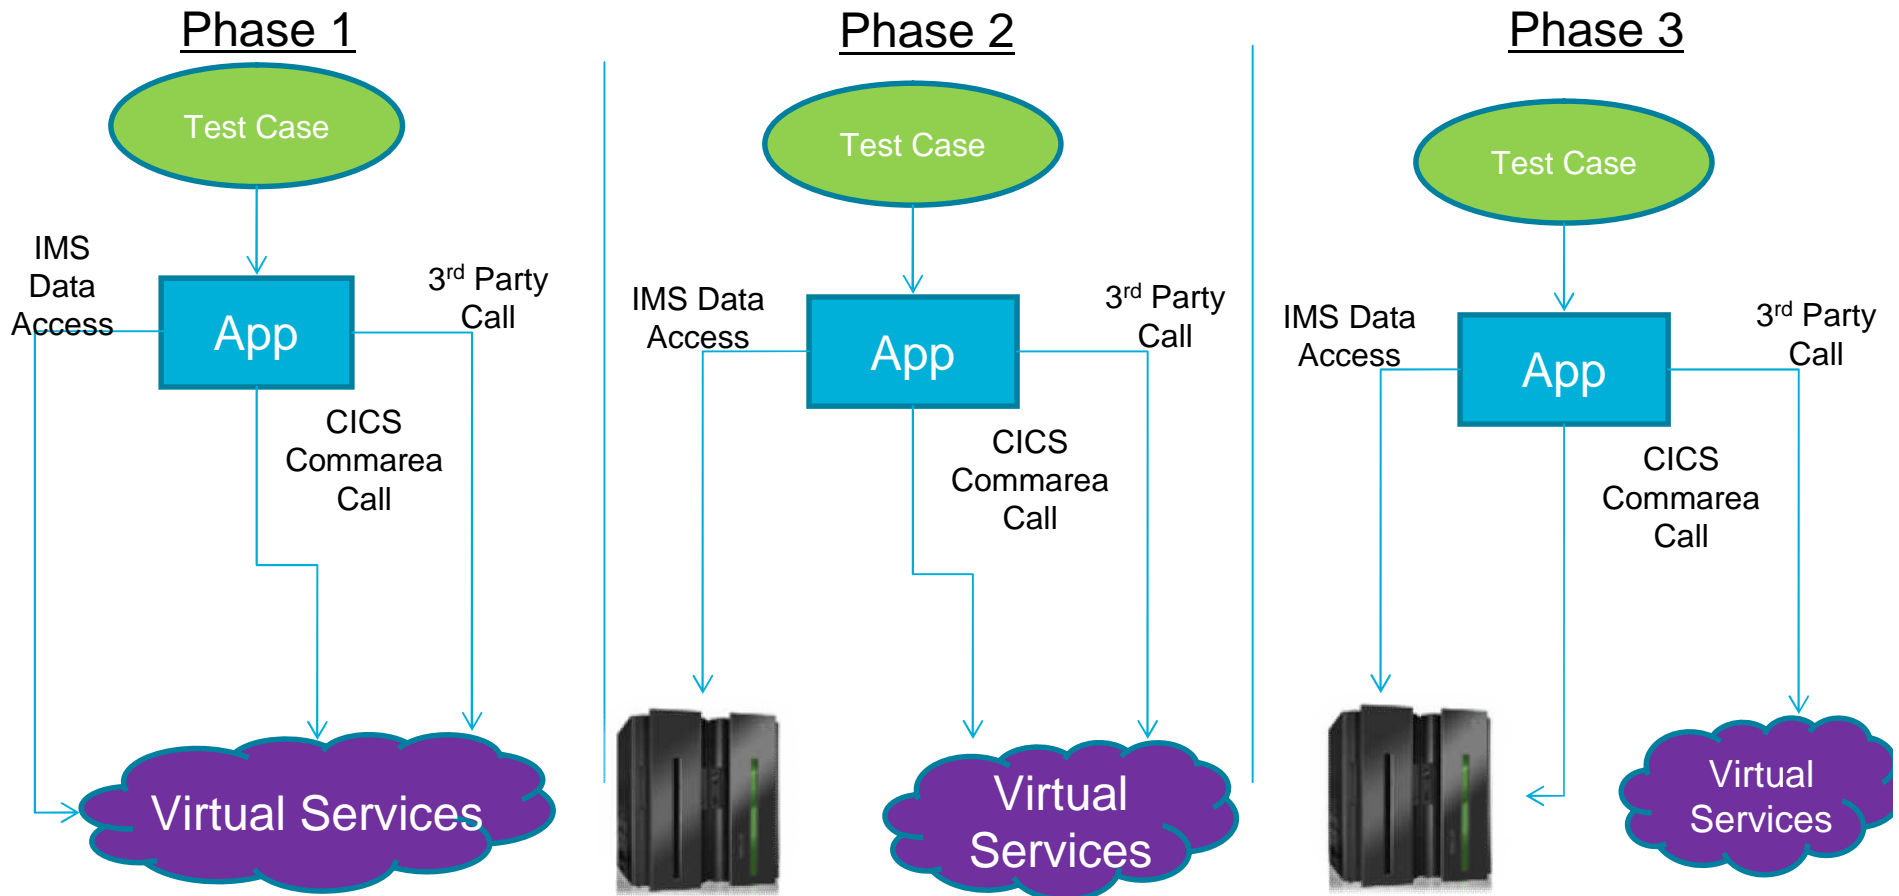 Phase 1
Test Case
IMS
Data
Access
App
3rd Party
Call
CICS
Commarea
Call
Virtual Services
Phase 2
Test Case
IMS Data
Access
App
3rd Party
Call
CICS
Commarea
Call
Virtual
Services
Phase 3
Test Case
IMS Data
Access
App
3rd Party
Call
CICS
Commarea
Call
Virtual
Services